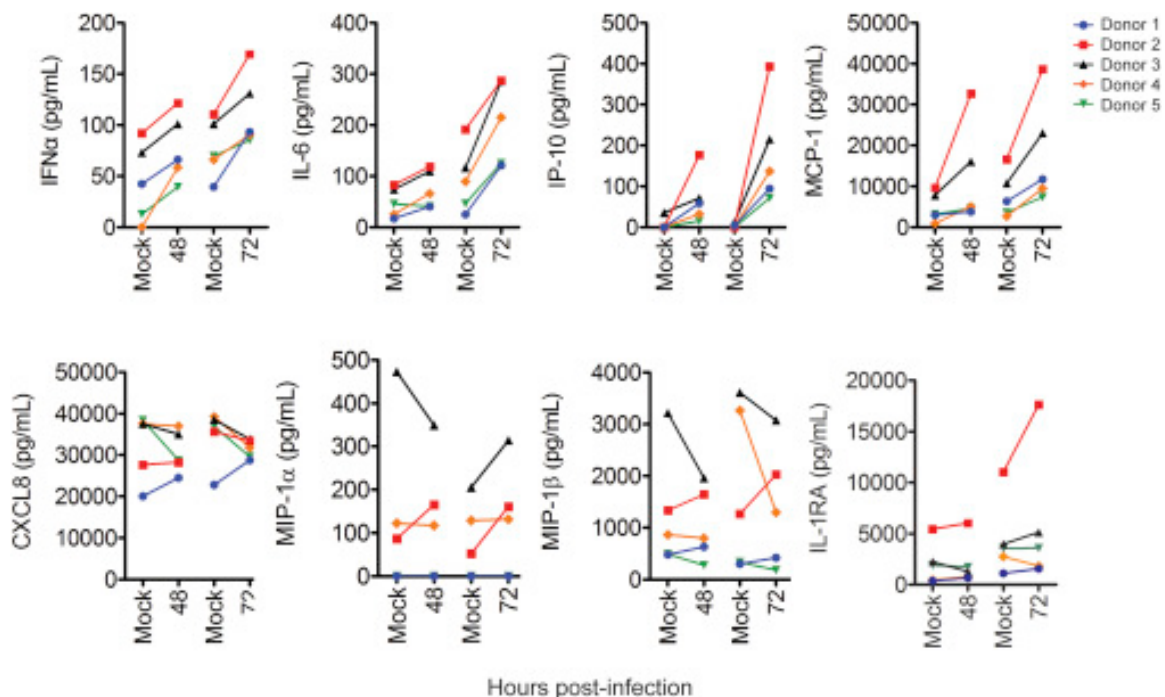 IFNα (pg/mL)
200
150
100
50
0
Mock
48
Mock
72
IL-6 (pg/mL)
400
300
200
100
0
Mock
48
Mock
72
IP-10 (pg/mL)
500
400
300
200
100
0
Mock
48
Mock
72
MCP-1 (pg/mL)
50000
40000
30000
20000
10000
0
Mock
48
Mock
72
Donor 1
Donor 2
Donor 3
Donor 4
Donor 5
CXCL8 (pg/mL)
50000
40000
30000
20000
10000
0
Mock
48
Mock
72
MIP-1α (pg/mL)
500
400
300
200
100
0
Mock
48
Mock
72
MIP-1β (pg/mL)
4000
3000
2000
1000
0
Mock
48
Mock
72
IL-1RA (pg/mL)
20000
15000
10000
5000
0
Mock
48
Mock
72
Hours post-infection